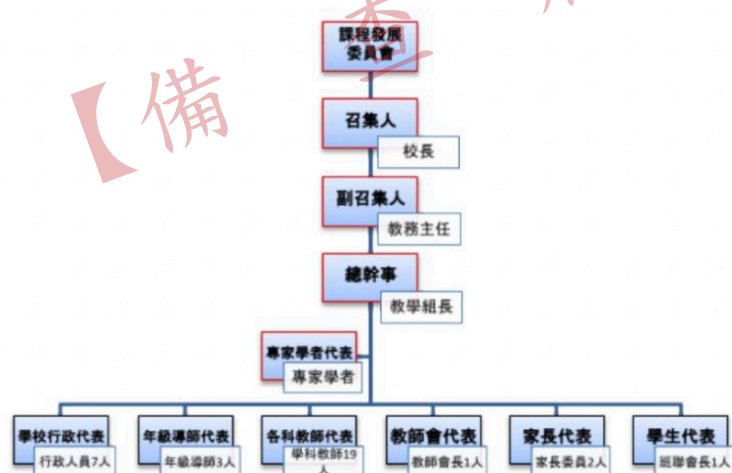 課程發展
委員會
【備查
召集人
校長
副召集人
教務主任
總幹事
教學組長
專家學者代表
專家學者
學校行政代表
行政人員7人
年級導師代表
年級導師3人
各科教師代表
學科教師19
人
教師會代表
教師會長1人
家長代表
家長委員2人
學生代表
班聯會長1人